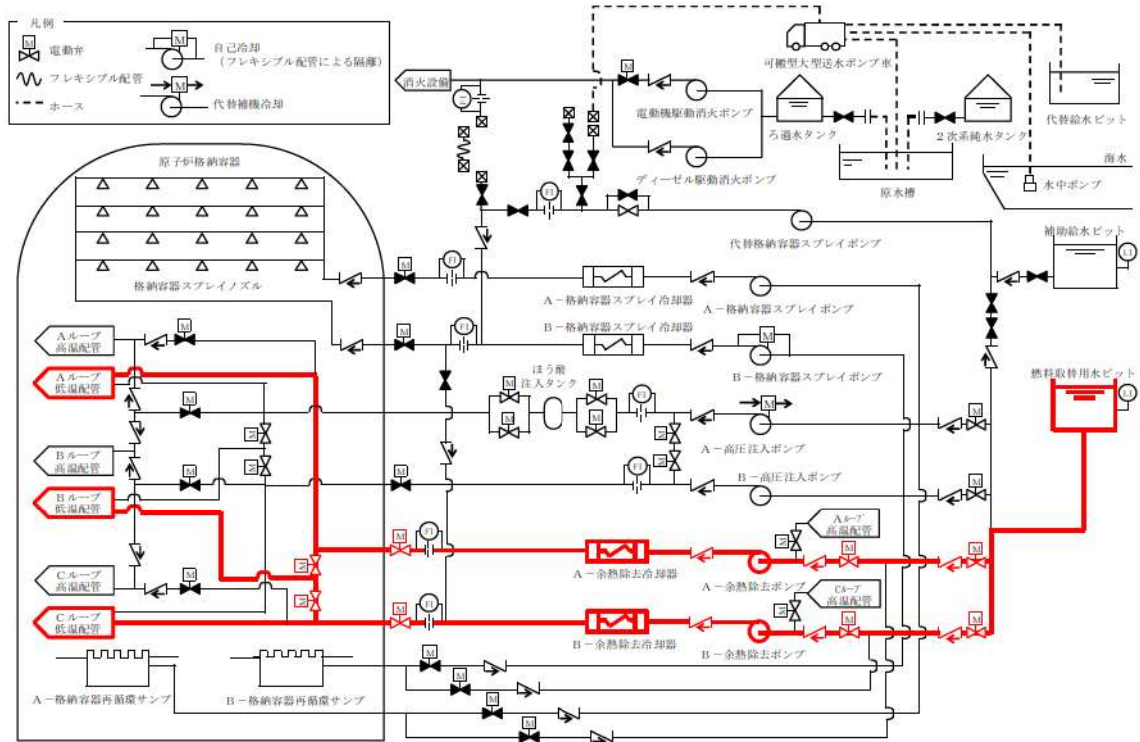 凡例
M
電動弁
フレキシブル配管
ホース
M
自己冷却
(フレキシブル配管による隔離)
M
代替補機冷却
消火設備
M
電動機駆動消火ポンプ
ディーゼル駆動消火ポンプ
可搬型大型送水ポンプ車
ろ過水タンク
2次系純水タンク
原水槽
代替給水ピット
海水
水中ポンプ
補助給水ピット
LI
原子炉格納容器
格納容器スプレイノズル
FI
代替格納容器スプレイポンプ
M
FI
A-格納容器スプレイ冷却器
A-格納容器スプレイポンプ
B-格納容器スプレイ冷却器
M
FI
M
B-格納容器スプレイポンプ
燃料取替用水ピット
LI
Aループ
高温配管
M
Aループ
低温配管
ほう酸
注入タンク
M
M
M
M
M
FI
M
A-高圧注入ポンプ
M
M
M
M
M
Bループ
高温配管
Bループ
低温配管
M
M
FI
B-高圧注入ポンプ
M
Aループ
高温配管
M
FI
A-余熱除去冷却器
A-余熱除去ポンプ
M
M
M
M
M
Cループ
高温配管
M
Cループ
低温配管
M
FI
B-余熱除去冷却器
B-余熱除去ポンプ
Cループ
高温配管
M
M
M
A-格納容器再循環サンプ
B-格納容器再循環サンプ
M
M
M
M